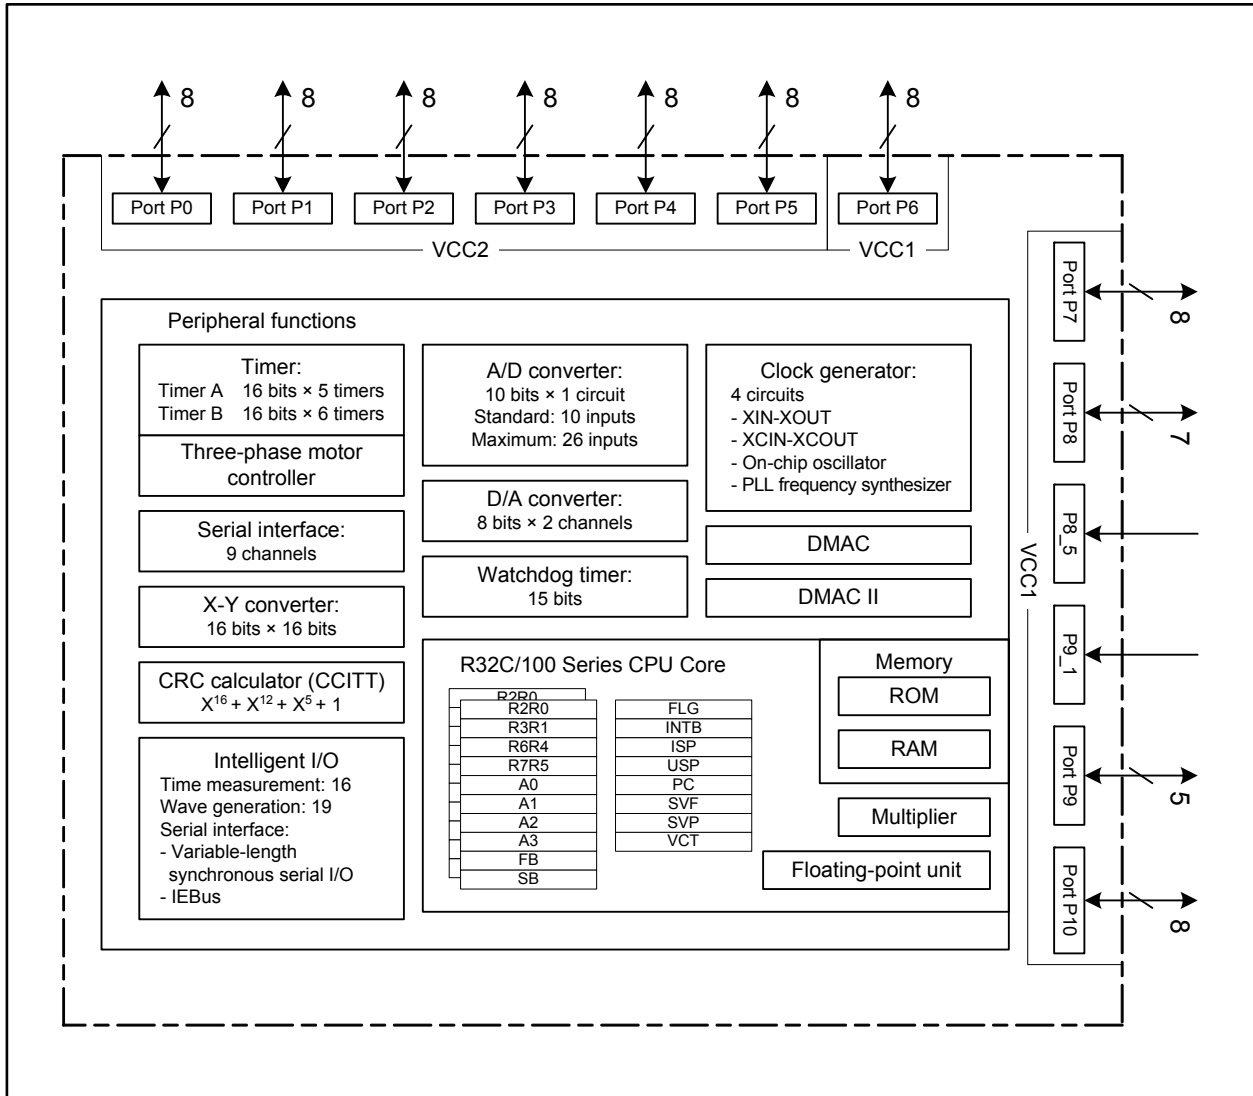 8 8 8 8 8 8 8
Port P0 Port P1 Port P2 Port P3 Port P4 Port P5 Port P6
VCC2 VCC1
Peripheral functions
Timer:
Timer A 16 bits × 5 timers
Timer B 16 bits × 6 timers
Three-phase motor
controller
Serial interface:
9 channels
X-Y converter:
16 bits × 16 bits
CRC calculator (CCITT)
X¹⁶ + X¹² + X⁵ + 1
Intelligent I/O
Time measurement: 16
Wave generation: 19
Serial interface:
- Variable-length
synchronous serial I/O
- IEBus
A/D converter:
10 bits × 1 circuit
Standard: 10 inputs
Maximum: 26 inputs
D/A converter:
8 bits × 2 channels
Watchdog timer:
15 bits
Clock generator:
4 circuits
- XIN-XOUT
- XCIN-XCOUT
- On-chip oscillator
- PLL frequency synthesizer
DMAC
DMAC II
R32C/100 Series CPU Core
R2R0
R2R0
R3R1
R6R4
R7R5
A0
A1
A2
A3
FB
SB
FLG
INTB
ISP
USP
PC
SVF
SVP
VCT
Memory
ROM
RAM
Multiplier
Floating-point unit
VCC1
Port P7
8
Port P8
7
P8_5
P9_1
Port P9
5
Port P10
8